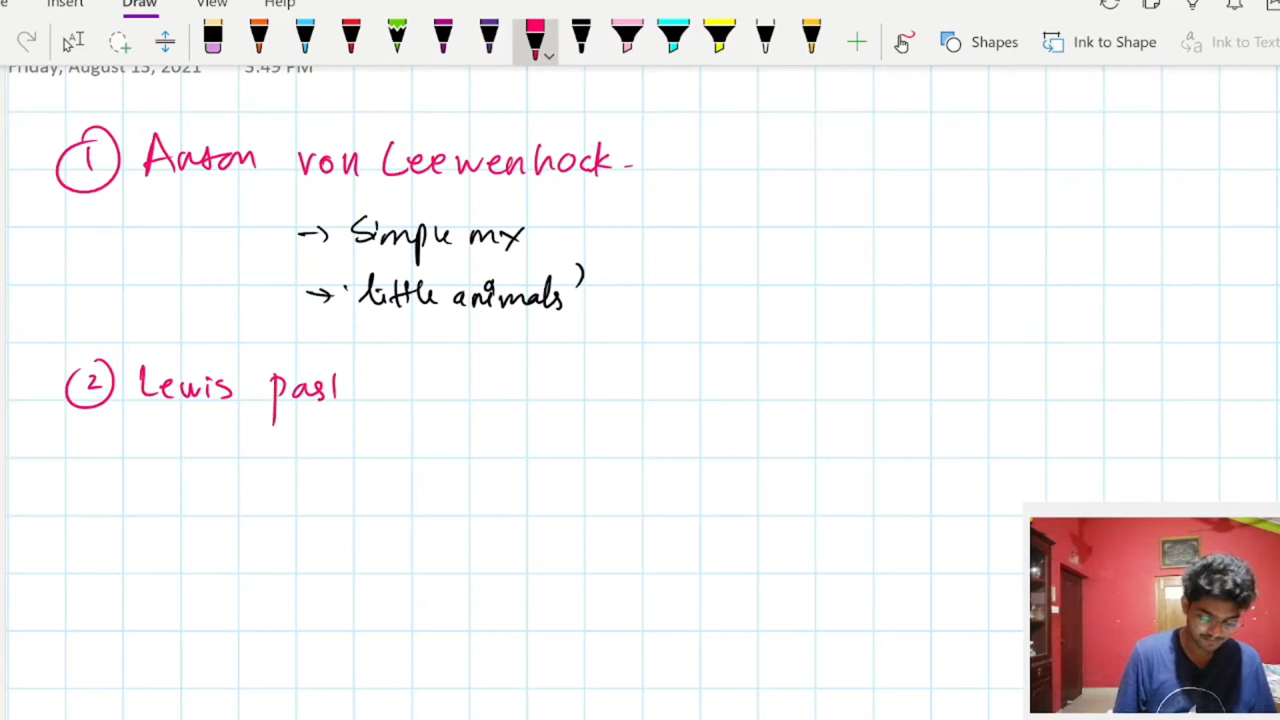 Insert Draw View Help
Shapes Ink to Shape Ink to Text
Friday, August 13, 2021 3:49 PM
① Anton von Leewenhock -
→ Simple mx
→ 'little animals'
② Lewis past